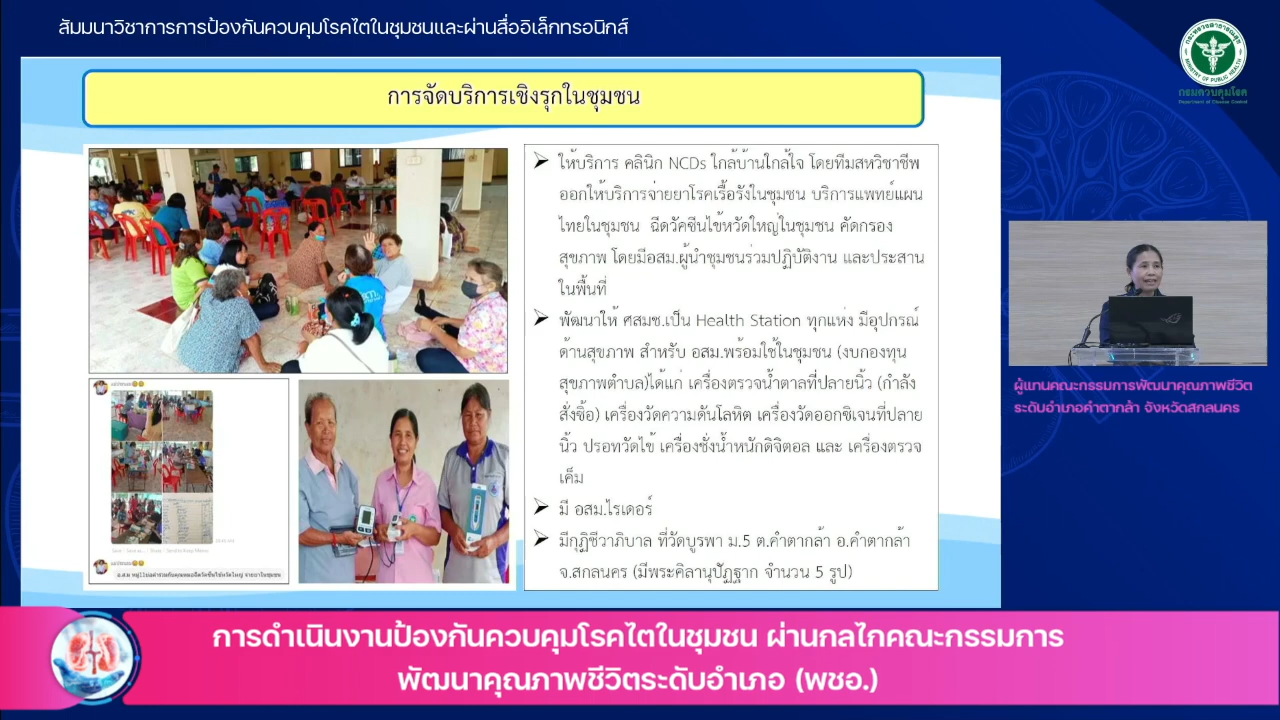 สัมมนาวิชาการการป้องกันควบคุมโรคไตในชุมชนและผ่านสื่ออิเล็กทรอนิกส์
กระทรวงสาธารณสุข
MINISTRY OF PUBLIC HEALTH
กรมควบคุมโรค
Department of Disease Control
การจัดบริการเชิงรุกในชุมชน
ให้บริการ คลินิก NCDs ใกล้บ้านใกล้ใจ โดยทีมสหวิชาชีพ
ออกให้บริการจ่ายยาโรคเรื้อรังในชุมชน บริการแพทย์แผน
ไทยในชุมชน ฉีดวัคซีนไข้หวัดใหญ่ในชุมชน คัดกรอง
สุขภาพ โดยมีอสม.ผู้นำชุมชนร่วมปฏิบัติงาน และประสาน
ในพื้นที่
พัฒนาให้ ศสมช.เป็น Health Station ทุกแห่ง มีอุปกรณ์
ด้านสุขภาพ สำหรับ อสม.พร้อมใช้ในชุมชน (งบกองทุน
สุขภาพตำบล)ได้แก่ เครื่องตรวจน้ำตาลที่ปลายนิ้ว (กำลัง
สั่งซื้อ) เครื่องวัดความดันโลหิต เครื่องวัดออกซิเจนที่ปลาย
นิ้ว ปรอทวัดไข้ เครื่องชั่งน้ำหนักดิจิตอล และ เครื่องตรวจ
เค็ม
มี อสม.ไรเดอร์
มีกุฏิชีวาภิบาล ที่วัดบูรพา ม.5 ต.คำตากล้า อ.คำตากล้า
จ.สกลนคร (มีพระคิลานุปัฏฐาก จำนวน 5 รูป)
ผู้แทนคณะกรรมการพัฒนาคุณภาพชีวิต
ระดับอำเภอคำตากล้า จังหวัดสกลนคร
การดำเนินงานป้องกันควบคุมโรคไตในชุมชน ผ่านกลไกคณะกรรมการ
พัฒนาคุณภาพชีวิตระดับอำเภอ (พชอ.)